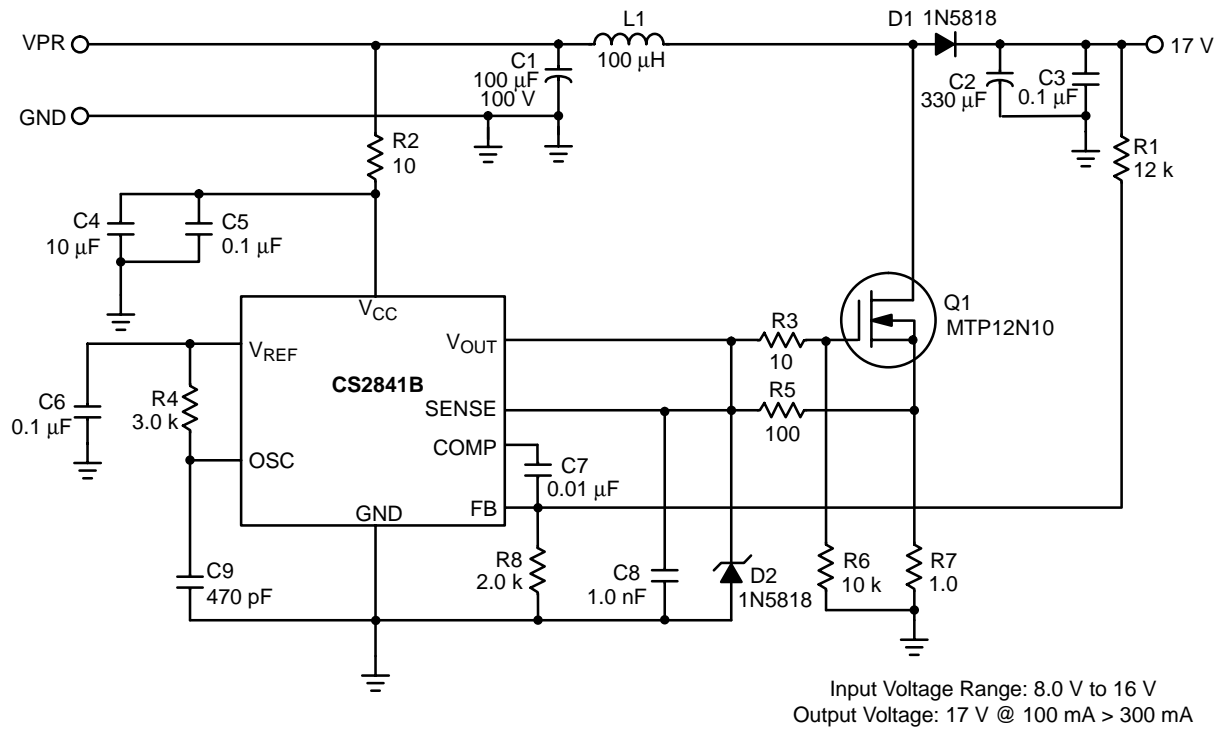 VPR
GND
L1
100 μH
D1 1N5818
17 V
C1
100 μF
100 V
C2
330 μF
C3
0.1 μF
R1
12 k
R2
10
C4
10 μF
C5
0.1 μF
VCC
VREF
VOUT
CS2841B
SENSE
COMP
OSC
GND
FB
R3
10
R5
100
Q1
MTP12N10
C6
0.1 μF
R4
3.0 k
C7
0.01 μF
C9
470 pF
R8
2.0 k
C8
1.0 nF
D2
1N5818
R6
10 k
R7
1.0
Input Voltage Range: 8.0 V to 16 V
Output Voltage: 17 V @ 100 mA > 300 mA